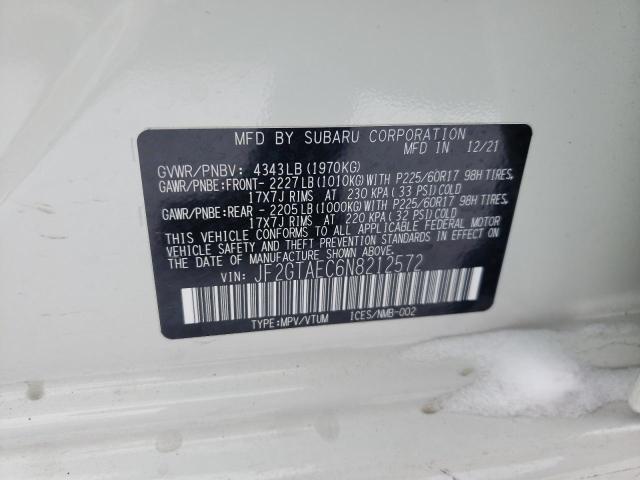 MFD BY SUBARU CORPORATION
MFD IN 12/21
GVWR/PNBV: 4343LB(1970KG)
GAWR/PNBE:FRONT- 2227LB(1010KG)WITH P225/60R17 98H TIRES,
17X7J RIMS AT 230 KPA(33 PSI)COLD
GAWR/PNBE:REAR - 2205LB(1000KG)WITH P225/60R17 98H TIRES,
17X7J RIMS AT 220 KPA(32 PSI)COLD
THIS VEHICLE CONFORMS TO ALL APPLICABLE FEDERAL MOTOR
VEHICLE SAFETY AND THEFT PREVENTION STANDARDS IN EFFECT
ON THE DATE OF MANUFACTURE SHOWN ABOVE.
VIN: JF2GTAEC6N8212572
TYPE:MPV/VTUM ICES/NMB-002